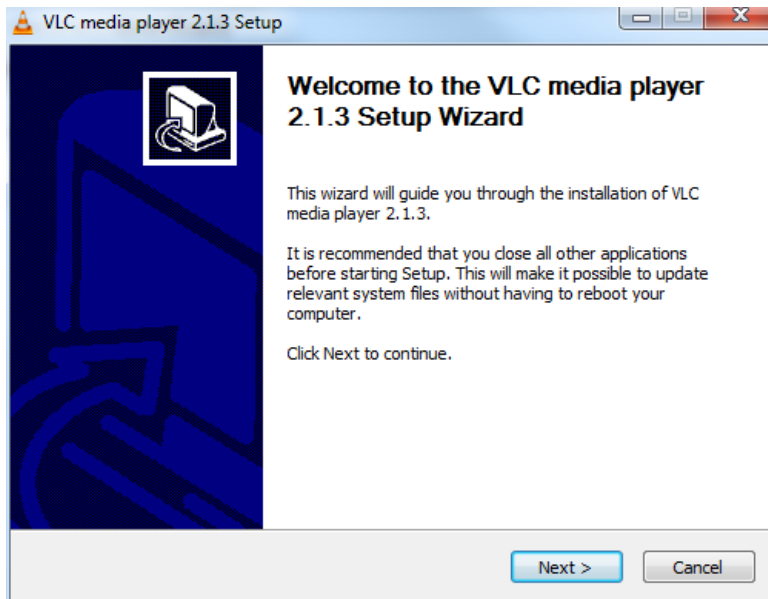 VLC media player 2.1.3 Setup
Welcome to the VLC media player
2.1.3 Setup Wizard
This wizard will guide you through the installation of VLC
media player 2.1.3.
It is recommended that you close all other applications
before starting Setup. This will make it possible to update
relevant system files without having to reboot your
computer.
Click Next to continue.
Next >
Cancel